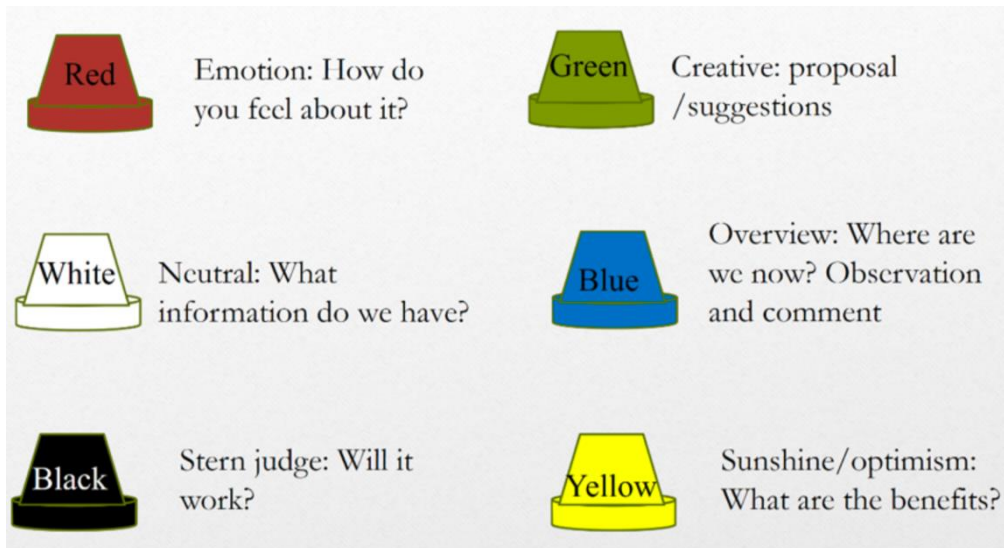 Red
Emotion: How do
you feel about it?
Green
Creative: proposal
/suggestions
White
Neutral: What
information do we have?
Blue
Overview: Where are
we now? Observation
and comment
Black
Stern judge: Will it
work?
Yellow
Sunshine/optimism:
What are the benefits?